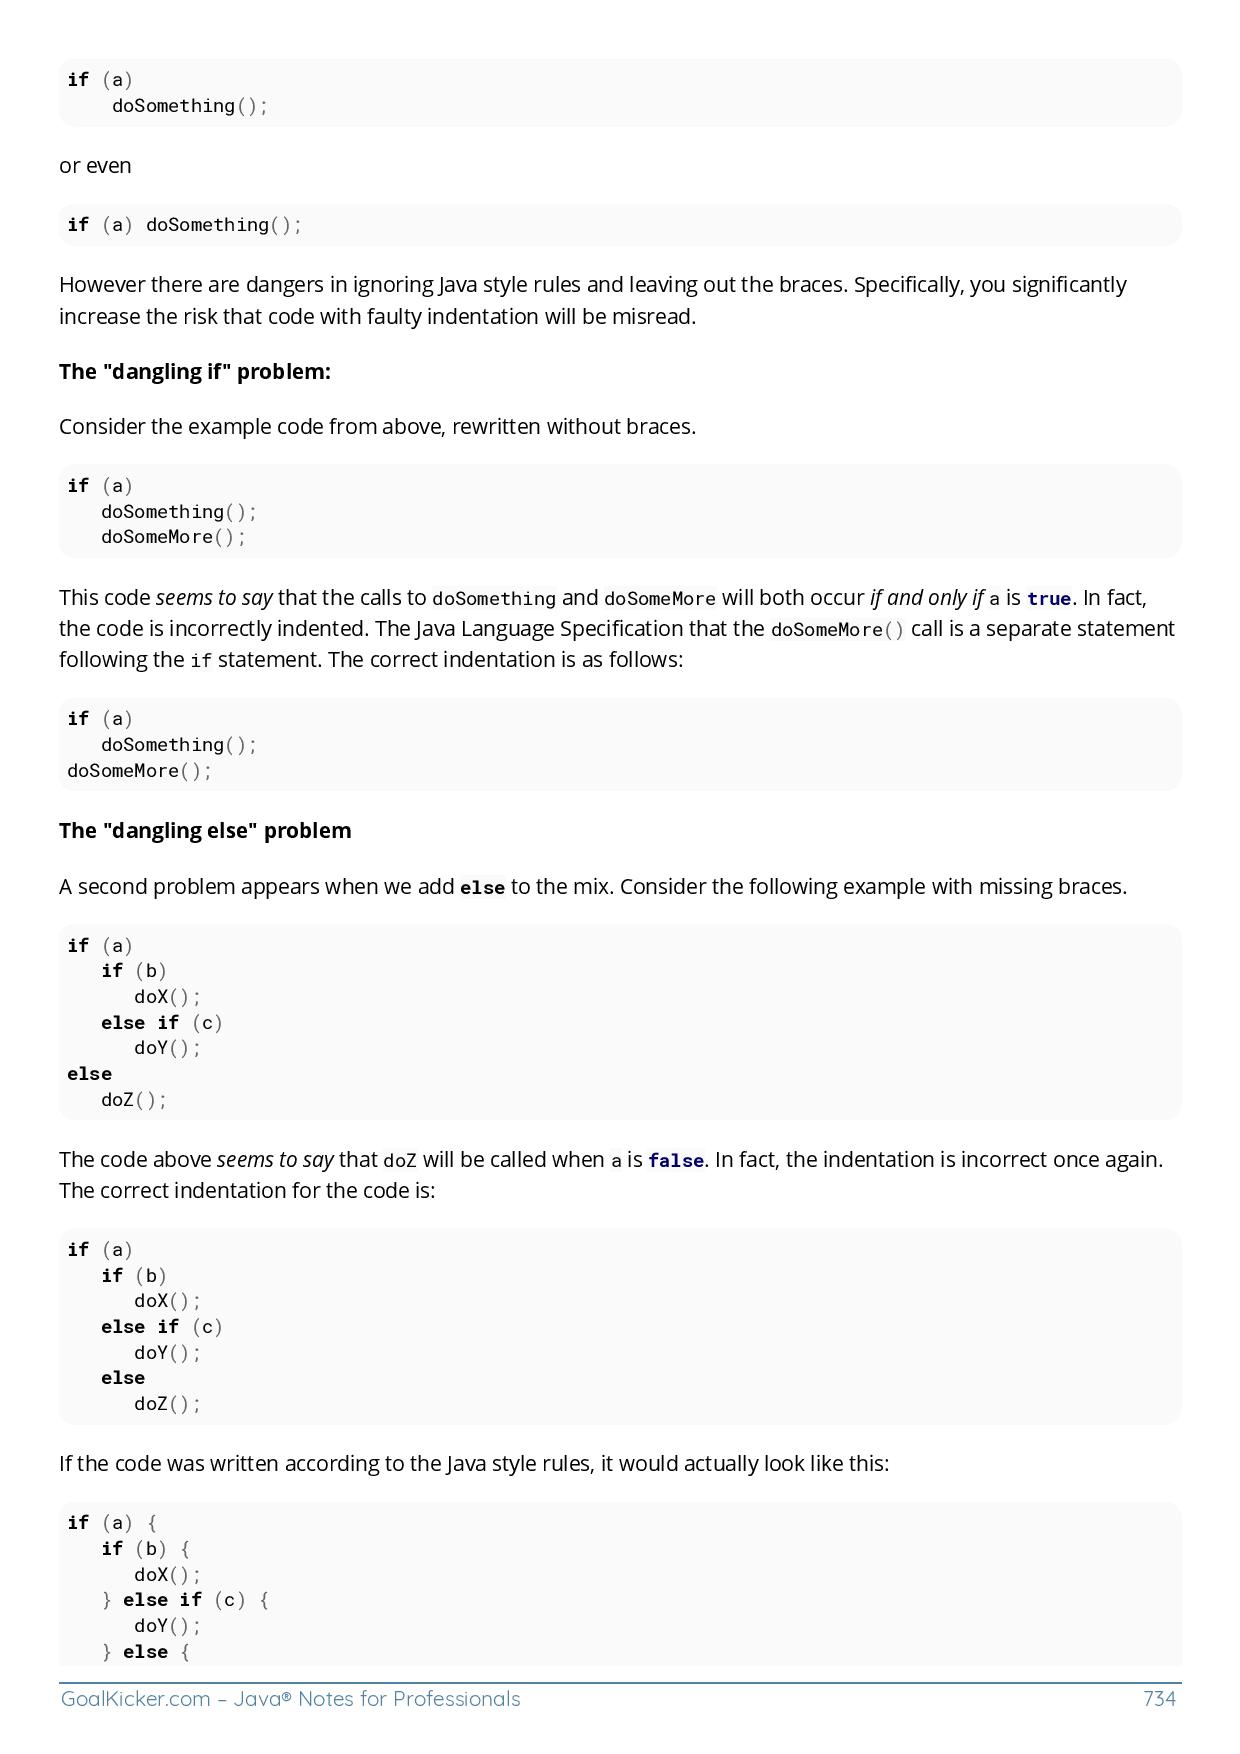 if (a)
    doSomething();
or even
if (a) doSomething();
However there are dangers in ignoring Java style rules and leaving out the braces. Specifically, you significantly
increase the risk that code with faulty indentation will be misread.
The "dangling if" problem:
Consider the example code from above, rewritten without braces.
if (a)
   doSomething();
   doSomeMore();
This code seems to say that the calls to doSomething and doSomeMore will both occur if and only if a is true. In fact,
the code is incorrectly indented. The Java Language Specification that the doSomeMore() call is a separate statement
following the if statement. The correct indentation is as follows:
if (a)
   doSomething();
doSomeMore();
The "dangling else" problem
A second problem appears when we add else to the mix. Consider the following example with missing braces.
if (a)
   if (b)
      doX();
   else if (c)
      doY();
else
   doZ();
The code above seems to say that doZ will be called when a is false. In fact, the indentation is incorrect once again.
The correct indentation for the code is:
if (a)
   if (b)
      doX();
   else if (c)
      doY();
   else
      doZ();
If the code was written according to the Java style rules, it would actually look like this:
if (a) {
   if (b) {
      doX();
   } else if (c) {
      doY();
   } else {
GoalKicker.com – Java® Notes for Professionals 734